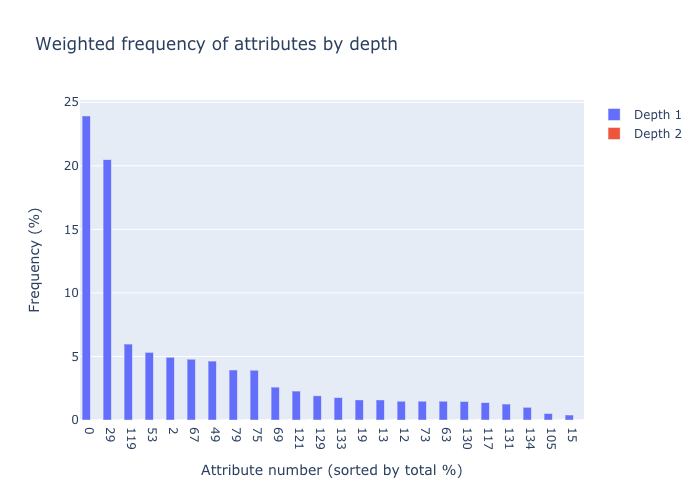 Weighted frequency of attributes by depth
25
20
15
10
5
0
Frequency (%)
0 29 119 53 2 67 49 79 75 69 121 129 133 19 13 12 73 63 130 117 131 134 105 15
Attribute number (sorted by total %)
Depth 1
Depth 2